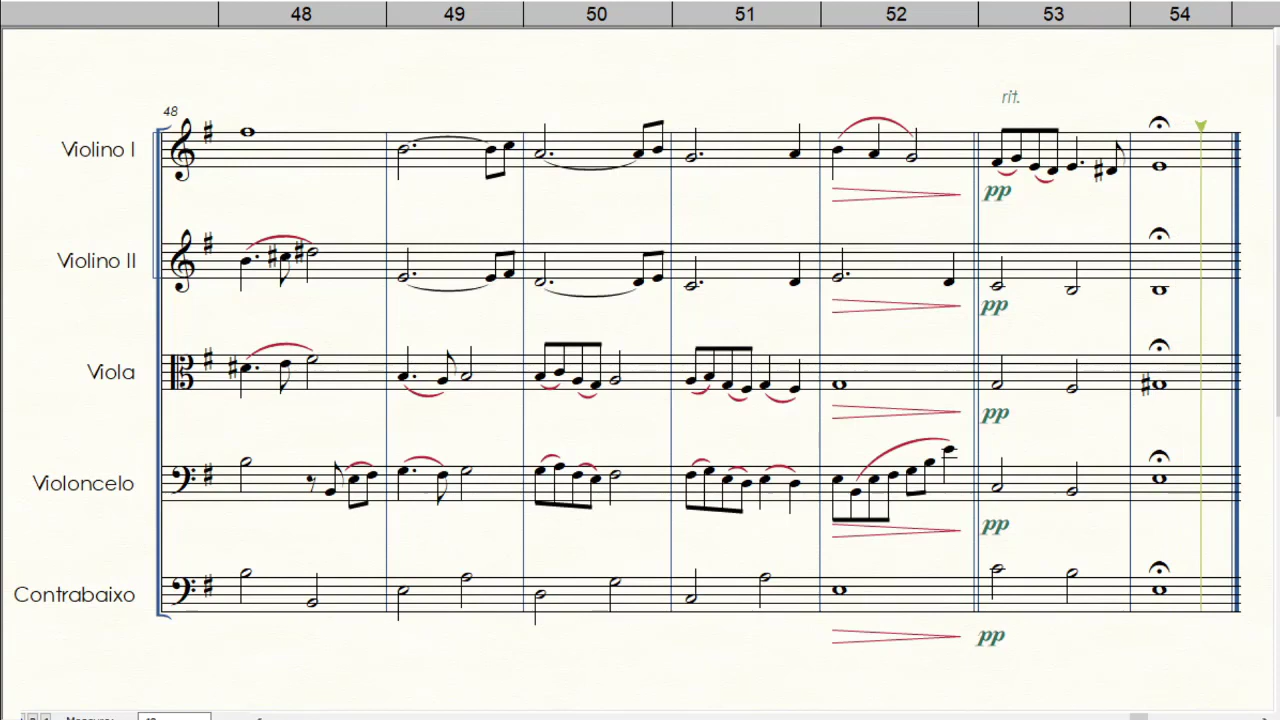 48 49 50 51 52 53 54
rit.
48
Violino I
pp
Violino II
pp
Viola
pp
Violoncelo
pp
Contrabaixo
pp